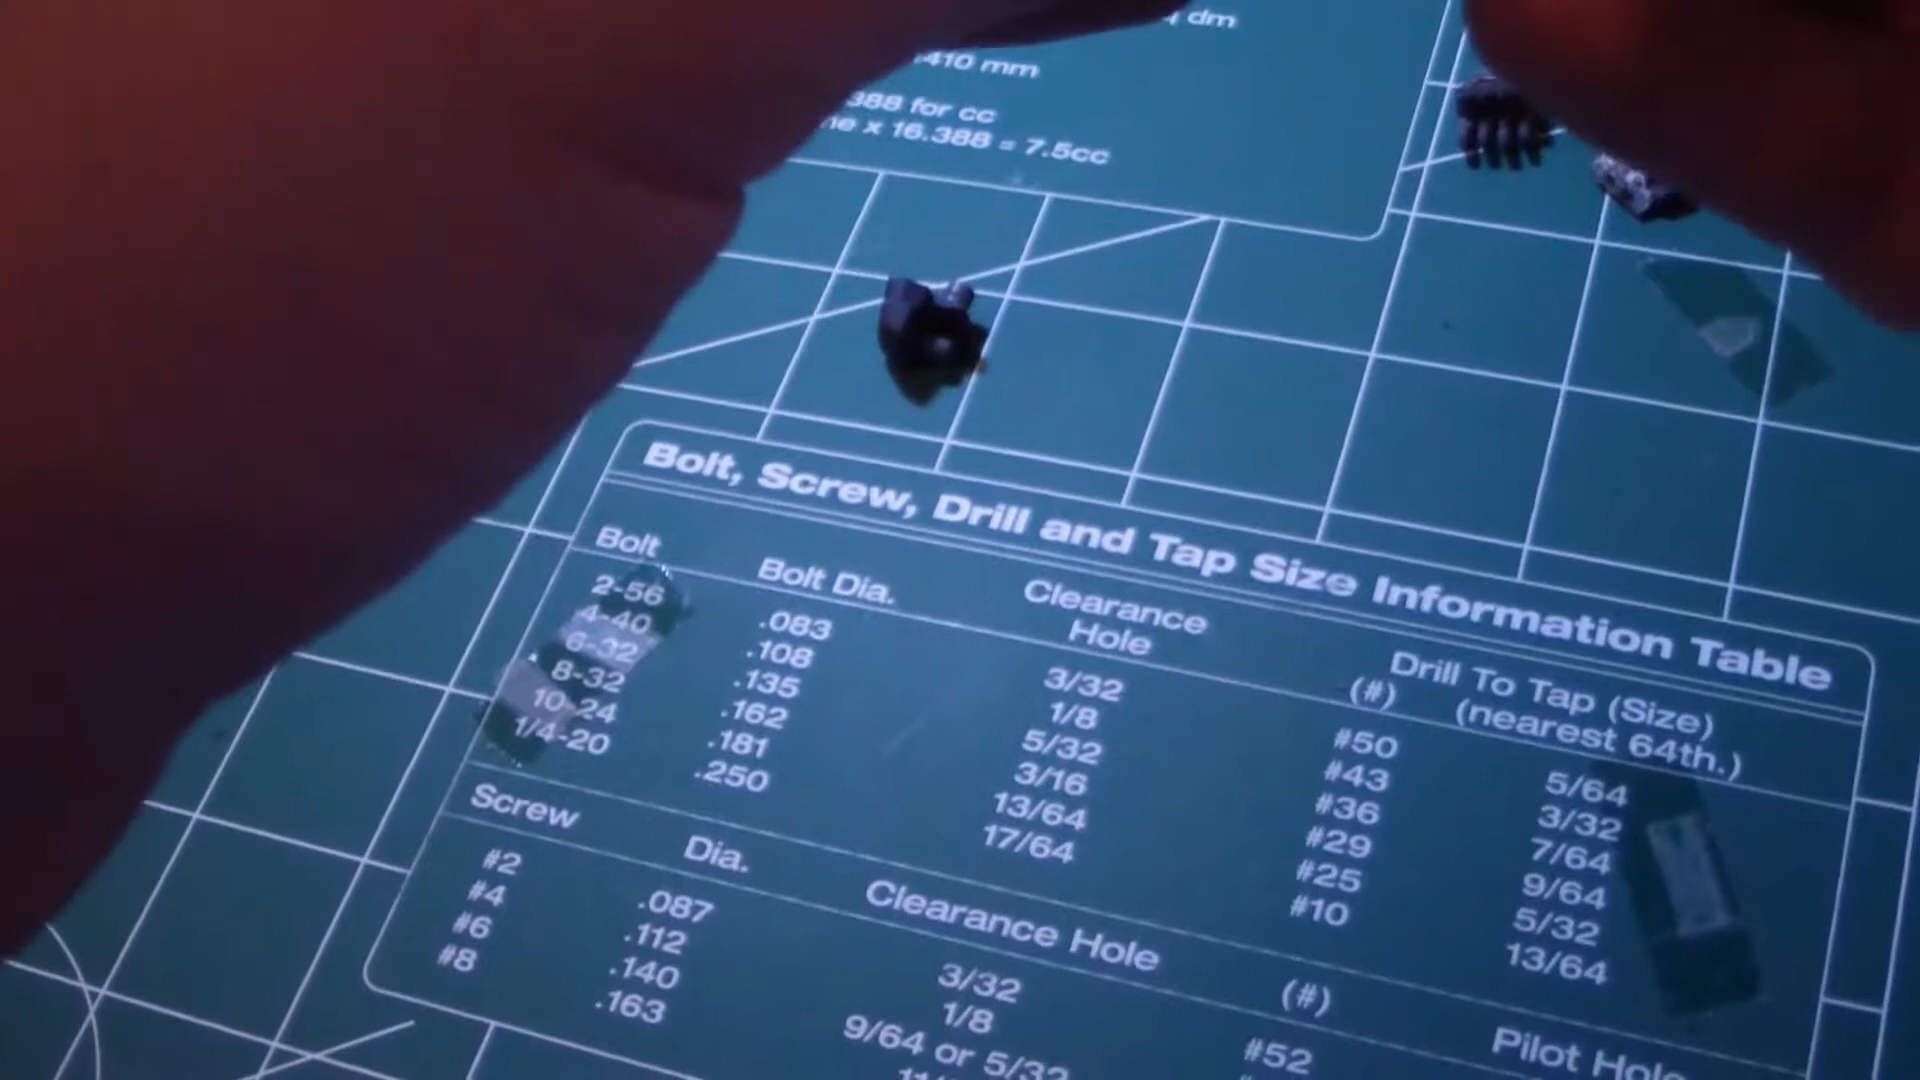 dm
.410 mm
388 for cc
x 16.388 = 7.5cc
Bolt, Screw, Drill and Tap Size Information Table
Bolt Bolt Dia. Clearance Hole (#) Drill To Tap (Size) (nearest 64th.)
2-56 .083 3/32 #50 5/64
4-40 .108 1/8 #43 3/32
6-32 .135 5/32 #36 7/64
8-32 .162 3/16 #29 9/64
10-24 .181 13/64 #25 5/32
1/4-20 .250 17/64 #10 13/64
Screw Dia. Clearance Hole (#) Pilot
#2 .087 3/32 #52
#4 .112 1/8
#6 .140 9/64 or 5/32
#8 .163